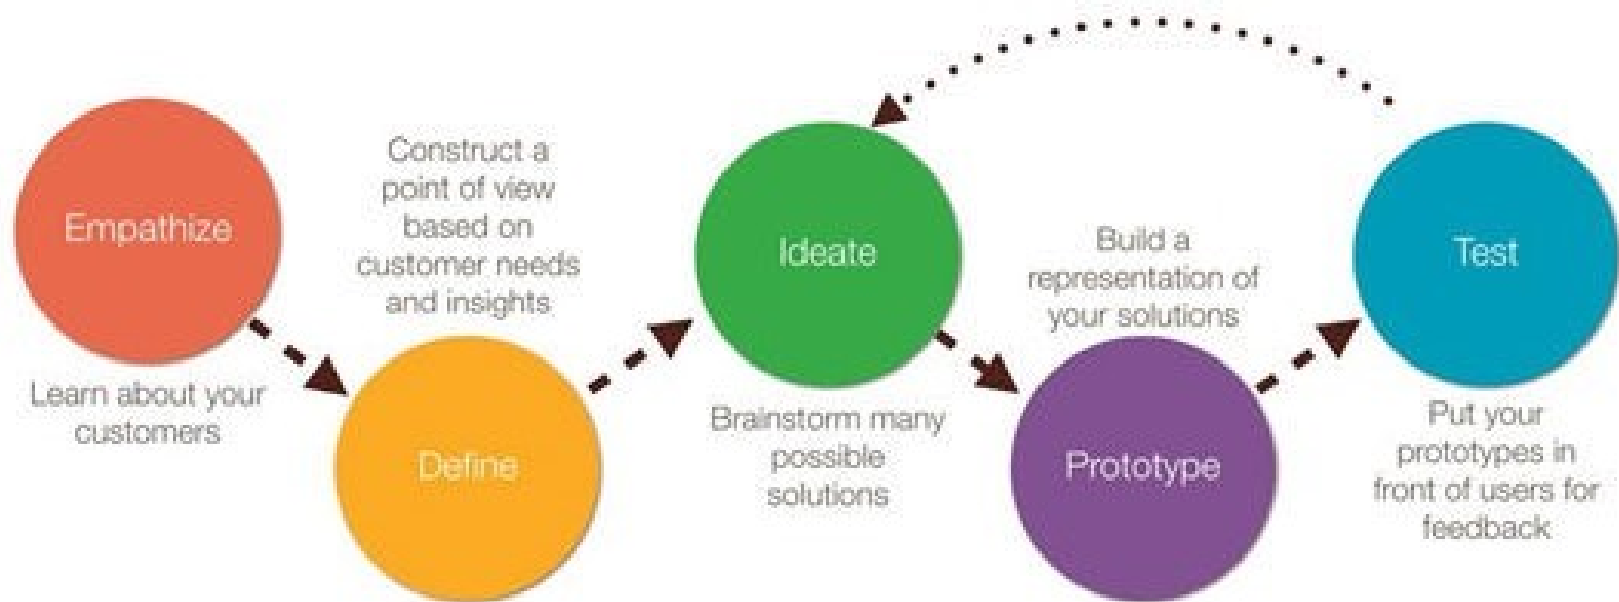 Empathize
Learn about your
customers
Construct a
point of view
based on
customer needs
and insights
Define
Ideate
Brainstorm many
possible
solutions
Build a
representation of
your solutions
Prototype
Test
Put your
prototypes in
front of users for
feedback